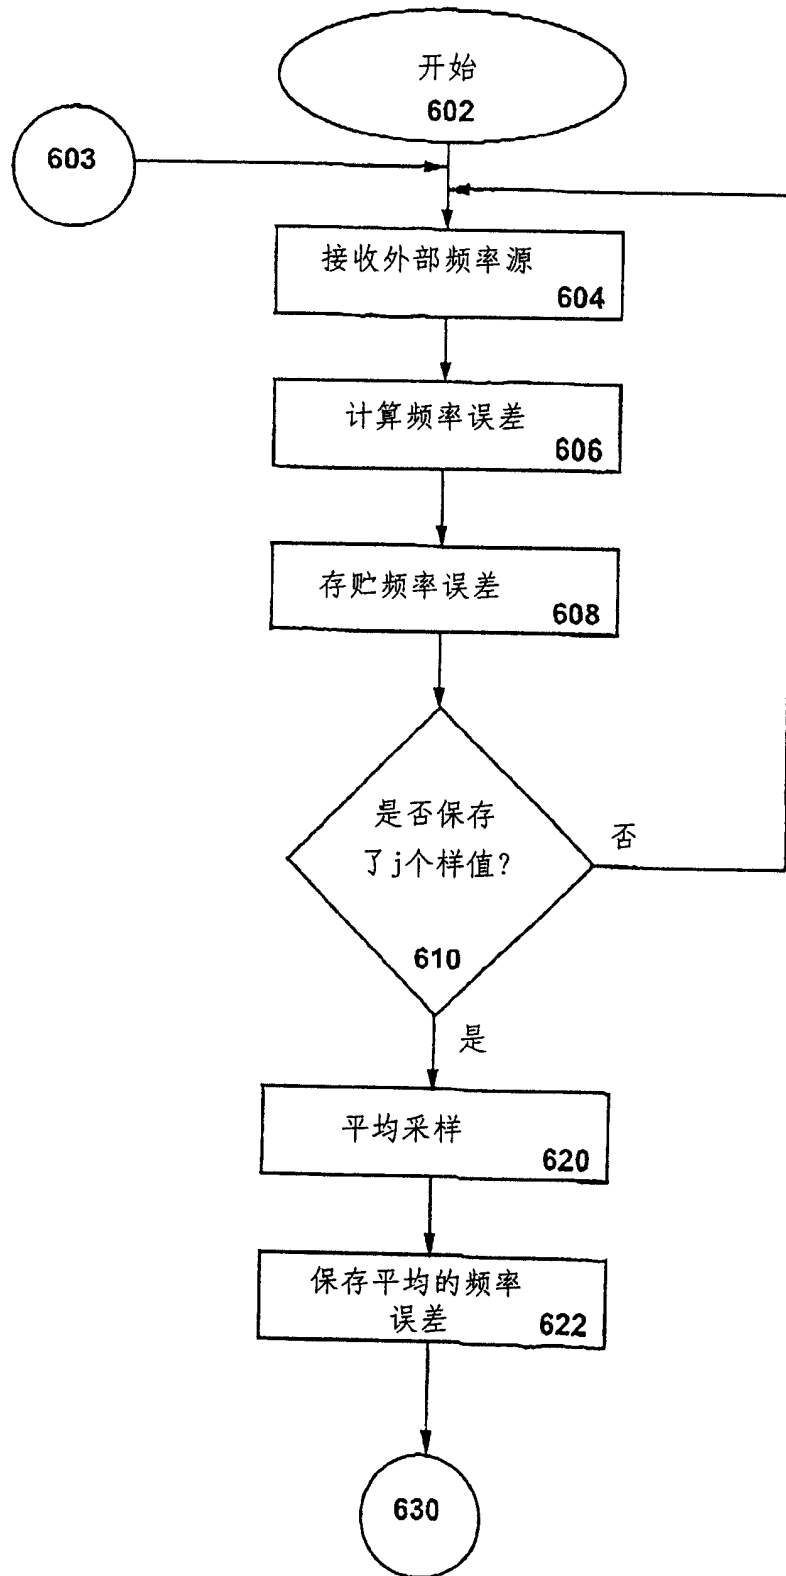 开始
602
603
接收外部频率源
604
计算频率误差
606
存贮频率误差
608
是否保存
了j个样值?
否
610
是
平均采样
620
保存平均的频率
误差
622
630